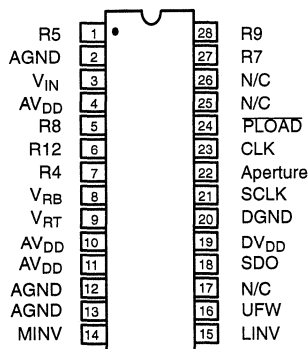 R5 1 28 R9
AGND 2 27 R7
VIN 3 26 N/C
AVDD 4 25 N/C
R8 5 24 PLOAD
R12 6 23 CLK
R4 7 22 Aperture
VRB 8 21 SCLK
VRT 9 20 DGND
AVDD 10 19 DVDD
AVDD 11 18 SDO
AGND 12 17 N/C
AGND 13 16 UFW
MINV 14 15 LINV